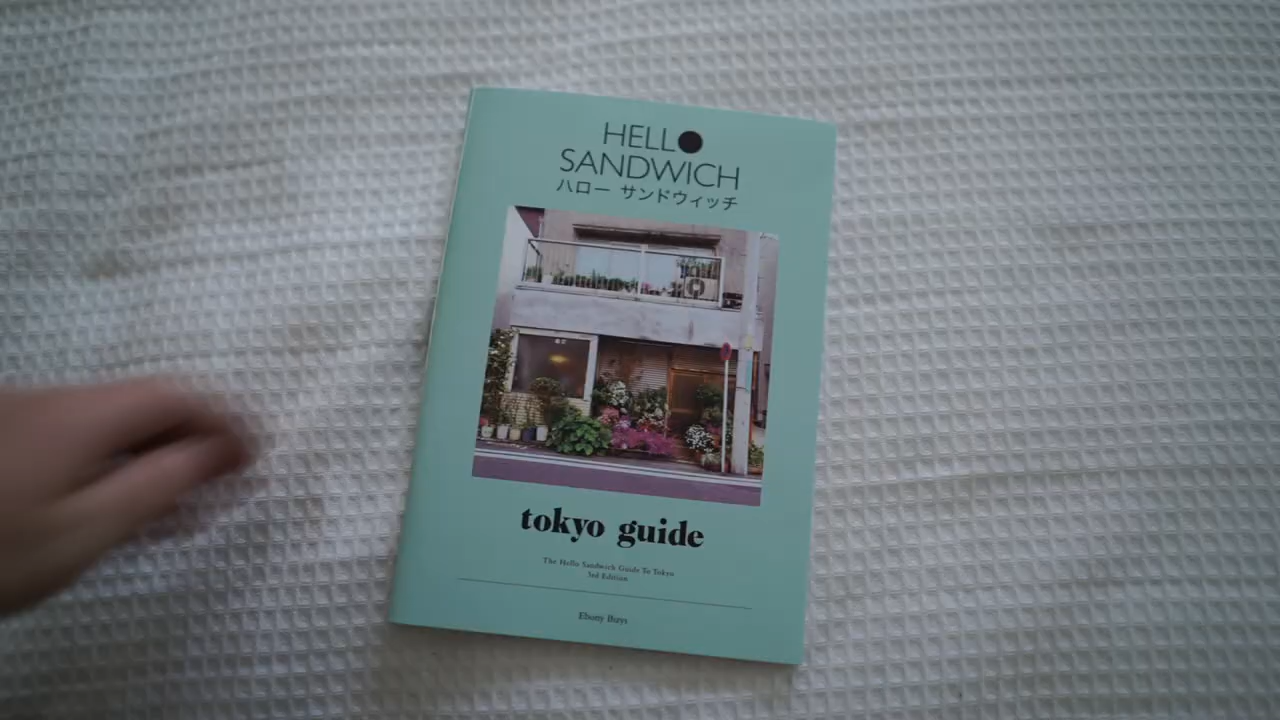 HELLO
SANDWICH
ハロー サンドウィッチ
tokyo guide
The Hello Sandwich Guide To Tokyo
3rd Edition
Ebony Bizys